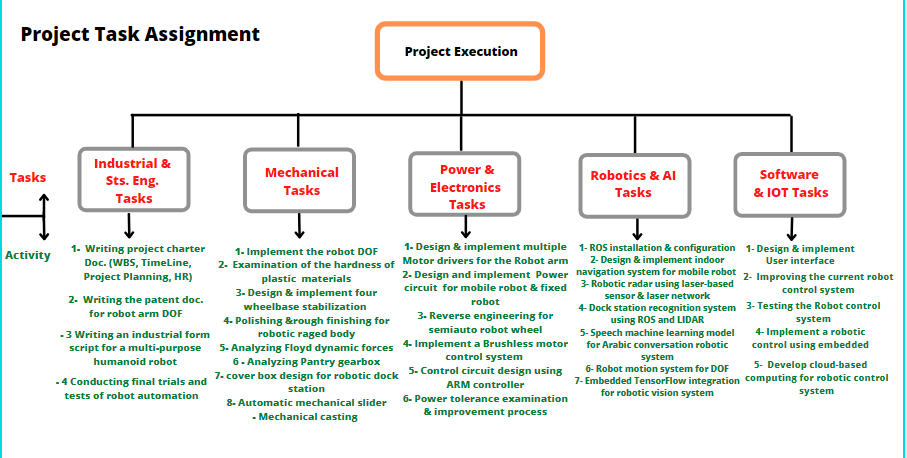 Project Task Assignment
Project Execution
Tasks
Activity
Industrial &
Sts. Eng.
Tasks
1- Writing project charter
Doc. (WBS, TimeLine,
Project Planning, HR)
2- Writing the patent doc.
for robot arm DOF
- 3 Writing an industrial form
script for a multi-purpose
humanoid robot
- 4 Conducting final trials and
tests of robot automation
Mechanical
Tasks
1- Implement the robot DOF
2- Examination of the hardness of
plastic materials
3- Design & implement four
wheelbase stabilization
4- Polishing &rough finishing for
robotic raged body
5- Analyzing Floyd dynamic forces
6 - Analyzing Pantry gearbox
7- cover box design for robotic dock
station
8- Automatic mechanical slider
- Mechanical casting
Power &
Electronics
Tasks
1- Design & implement multiple
Motor drivers for the Robot arm
2- Design and implement Power
circuit for mobile robot & fixed
robot
3- Reverse engineering for
semiauto robot wheel
4- Implement a Brushless motor
control system
5- Control circuit design using
ARM controller
6- Power tolerance examination
& improvement process
Robotics & AI
Tasks
1- ROS installation & configuration
2- Design & implement indoor
navigation system for mobile robot
3- Robotic radar using laser-based
sensor & laser network
4- Dock station recognition system
using ROS and LIDAR
5- Speech machine learning model
for Arabic conversation robotic
system
6- Robot motion system for DOF
7- Embedded TensorFlow integration
for robotic vision system
Software
& IOT Tasks
1- Design & implement
User interface
2- Improving the current robot
control system
3- Testing the Robot control
system
4- Implement a robotic
control using embedded
5- Develop cloud-based
computing for robotic control
system